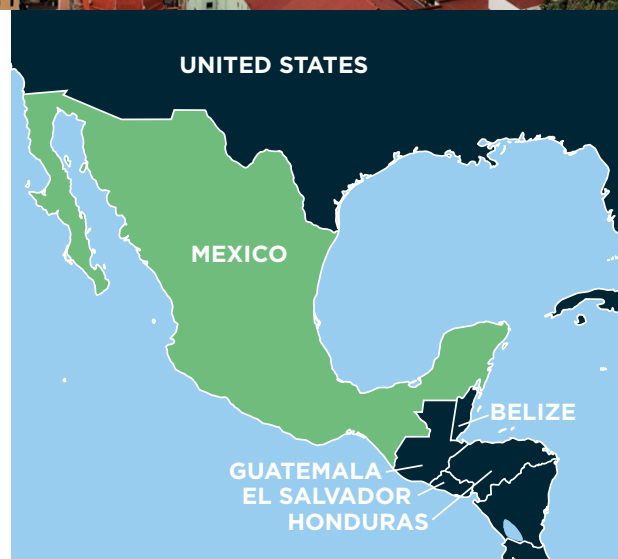 UNITED STATES
MEXICO
BELIZE
GUATEMALA
EL SALVADOR
HONDURAS